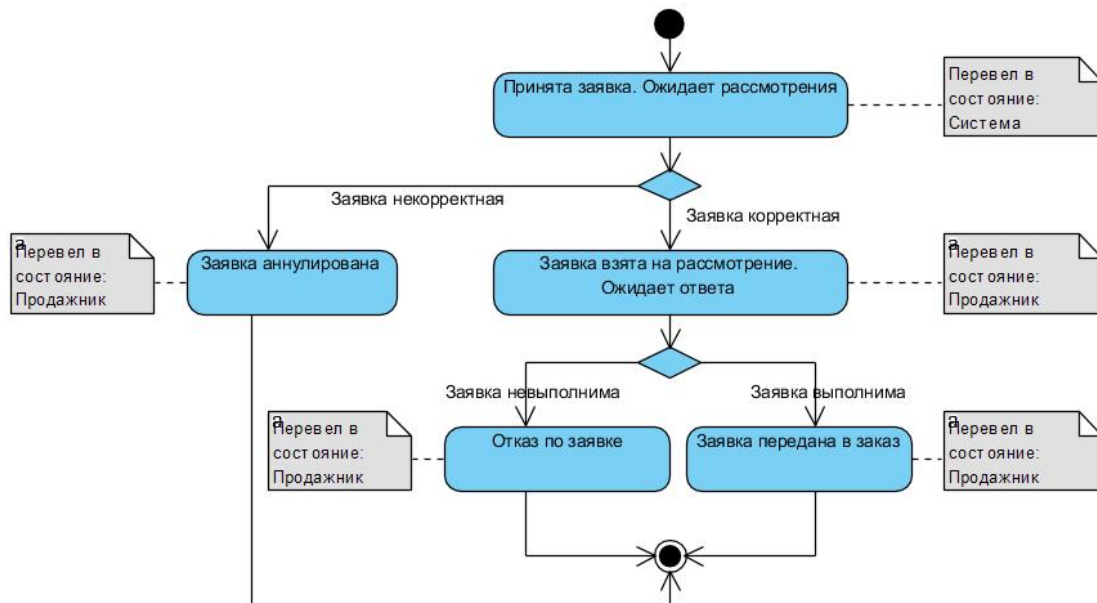 Принята заявка. Ожидает рассмотрения
Перевел в
состояние:
Система
Заявка некорректная
Заявка корректная
а
Перевел в
состояние:
Продажник
Заявка аннулирована
Заявка взята на рассмотрение.
Ожидает ответа
а
Перевел в
состояние:
Продажник
Заявка невыполнима
Заявка выполнима
а
Перевел в
состояние:
Продажник
Отказ по заявке
Заявка передана в заказ
а
Перевел в
состояние:
Продажник